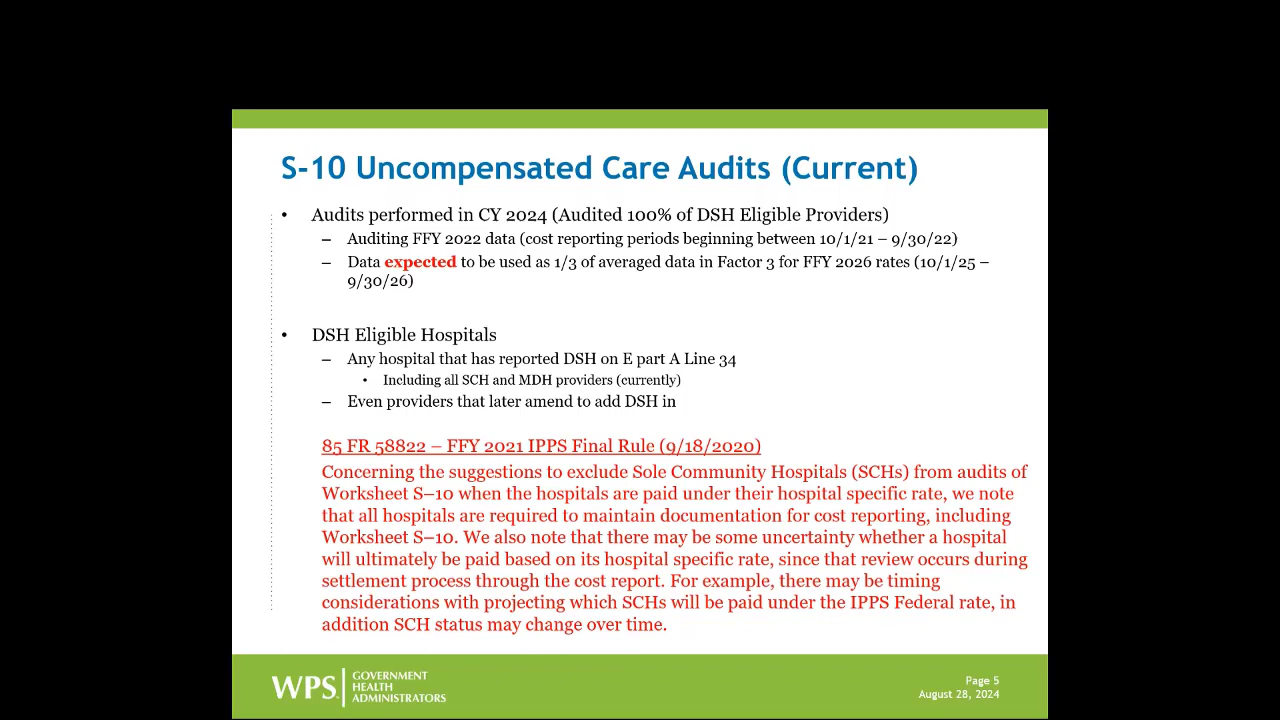 S-10 Uncompensated Care Audits (Current)
• Audits performed in CY 2024 (Audited 100% of DSH Eligible Providers)
– Auditing FFY 2022 data (cost reporting periods beginning between 10/1/21 – 9/30/22)
– Data expected to be used as 1/3 of averaged data in Factor 3 for FFY 2026 rates (10/1/25 –
9/30/26)
• DSH Eligible Hospitals
– Any hospital that has reported DSH on E part A Line 34
• Including all SCH and MDH providers (currently)
– Even providers that later amend to add DSH in
85 FR 58822 – FFY 2021 IPPS Final Rule (9/18/2020)
Concerning the suggestions to exclude Sole Community Hospitals (SCHs) from audits of
Worksheet S–10 when the hospitals are paid under their hospital specific rate, we note
that all hospitals are required to maintain documentation for cost reporting, including
Worksheet S–10. We also note that there may be some uncertainty whether a hospital
will ultimately be paid based on its hospital specific rate, since that review occurs during
settlement process through the cost report. For example, there may be timing
considerations with projecting which SCHs will be paid under the IPPS Federal rate, in
addition SCH status may change over time.
WPS.
GOVERNMENT
HEALTH
ADMINISTRATORS
Page 5
August 28, 2024